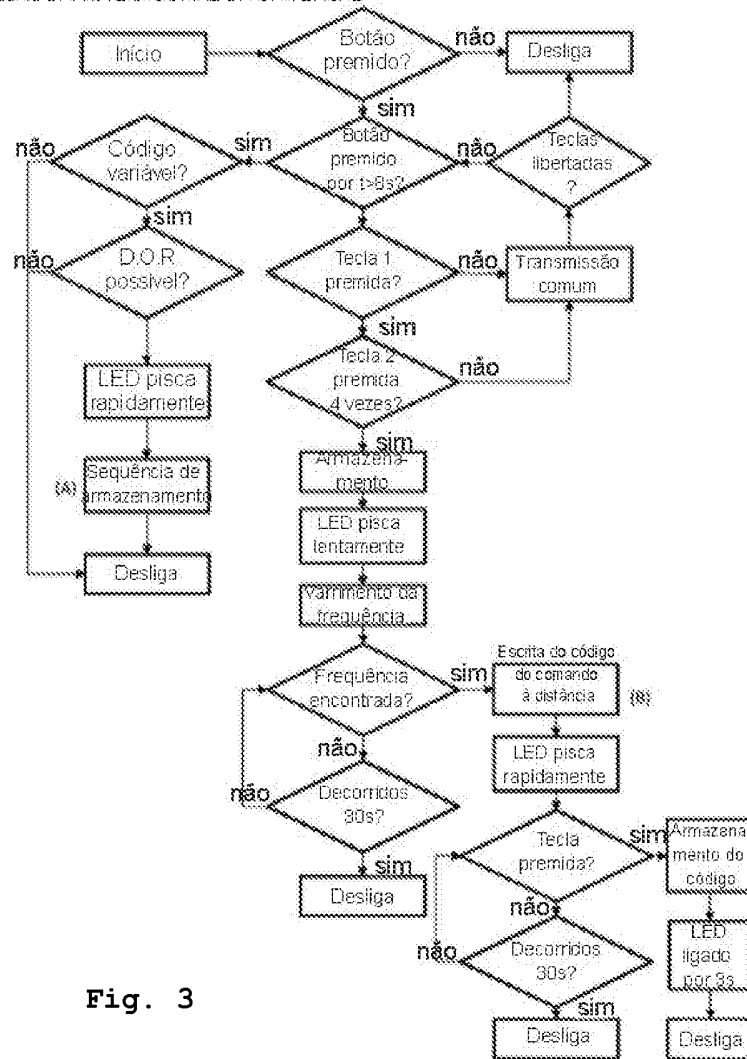 Início
Botão
premido?
não
Desliga
sim
não
Código
variável?
sim
Botão
premido
por t>8s?
não
Teclas
libertadas
?
sim
não
D.O.R
possível?
Tecla 1
premida?
não
Transmissão
comum
sim
LED pisca
rapidamente
Tecla 2
premida
4 vezes?
não
sim
(A)
Sequência de
armazenamento
Armazena-
mento
LED pisca
lentamente
Desliga
Varrimento da
frequência
Frequência
encontrada?
sim
Escrita do código
do comando
à distância
(B)
não
LED pisca
rapidamente
não
Decorridos
30s?
sim
Desliga
Tecla
premida?
sim
Armazena
mento do
código
não
não
Decorridos
30s?
LED
ligado
por 3s
sim
Desliga
Desliga
Fig. 3